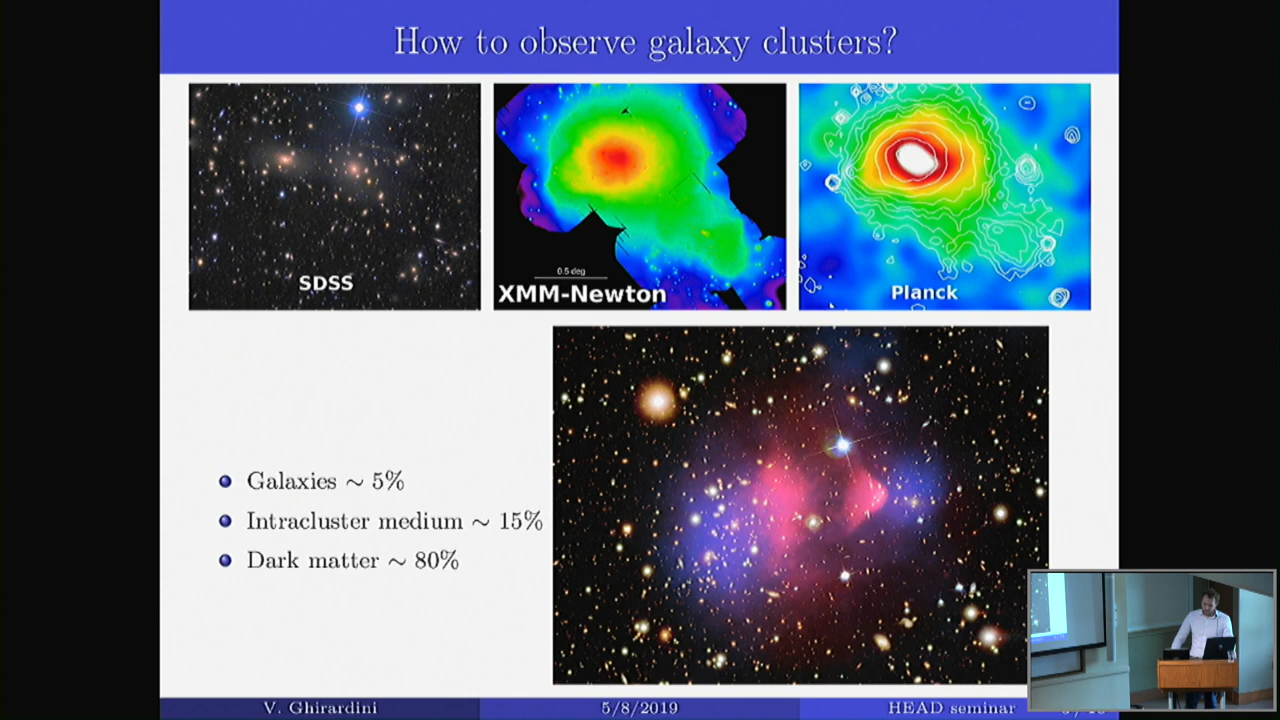 How to observe galaxy clusters?
SDSS
0.5 deg
XMM-Newton
Planck
Galaxies ∼ 5%
Intracluster medium ∼ 15%
Dark matter ∼ 80%
V. Ghirardini
5/8/2019
HEAD seminar